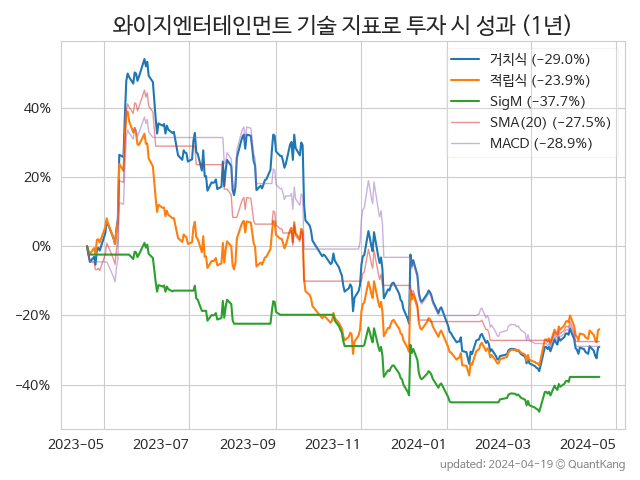 와이지엔터테인먼트 기술 지표로 투자 시 성과 (1년)
거치식 (−29.0%)
적립식 (−23.9%)
SigM (−37.7%)
SMA(20) (−27.5%)
MACD (−28.9%)
40%
20%
0%
−20%
−40%
2023-05 2023-07 2023-09 2023-11 2024-01 2024-03 2024-05
updated: 2024-04-19 © QuantKang